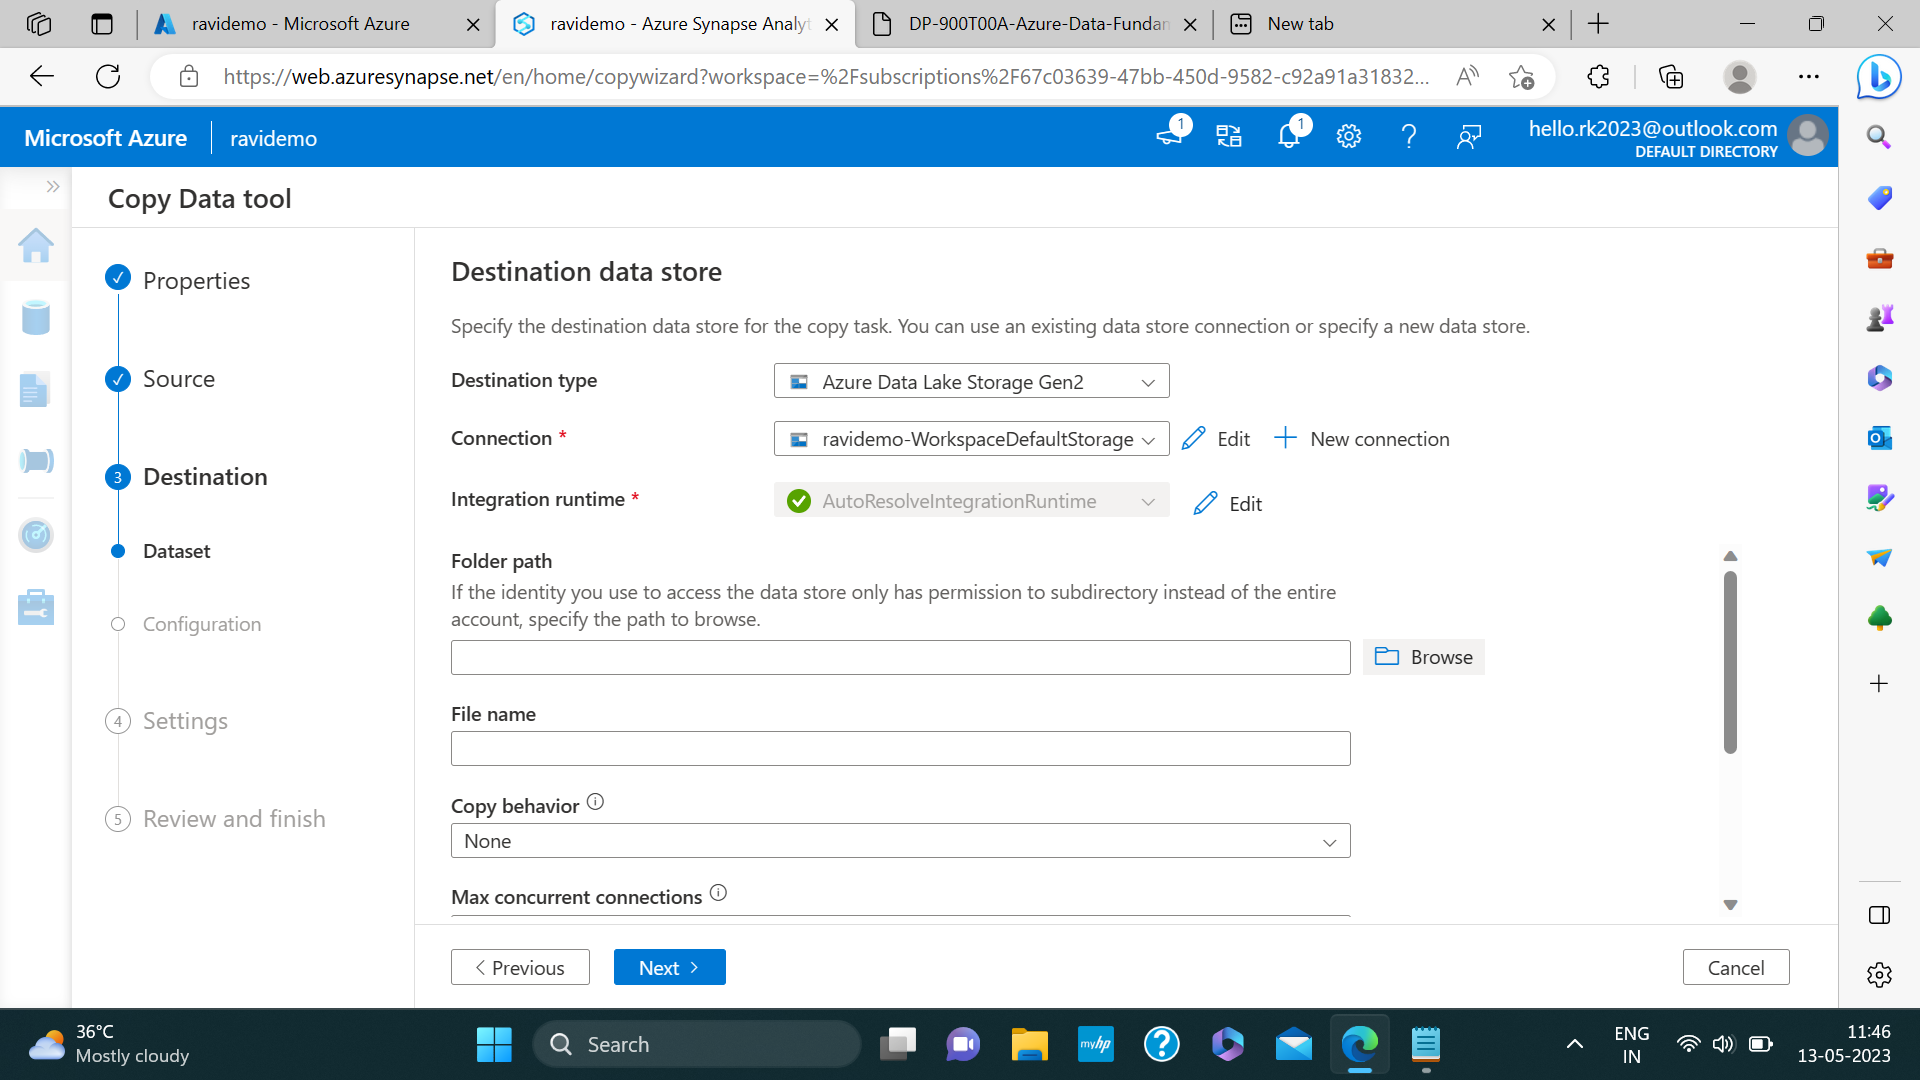 ravidemo - Microsoft Azure
ravidemo - Azure Synapse Analyt
DP-900T00A-Azure-Data-Fundan
New tab
https://web.azuresynapse.net/en/home/copywizard?workspace=%2Fsubscriptions%2F67c03639-47bb-450d-9582-c92a91a31832...
Microsoft Azure
ravidemo
1
1
hello.rk2023@outlook.com
DEFAULT DIRECTORY
Copy Data tool
Properties
Source
3 Destination
Dataset
Configuration
4 Settings
5 Review and finish
Destination data store
Specify the destination data store for the copy task. You can use an existing data store connection or specify a new data store.
Destination type
Azure Data Lake Storage Gen2
Connection *
ravidemo-WorkspaceDefaultStorage
Edit
New connection
Integration runtime *
AutoResolveIntegrationRuntime
Edit
Folder path
If the identity you use to access the data store only has permission to subdirectory instead of the entire
account, specify the path to browse.
Browse
File name
Copy behavior
None
Max concurrent connections
Previous
Next
Cancel
36°C
Mostly cloudy
Search
myhp
ENG
IN
11:46
13-05-2023